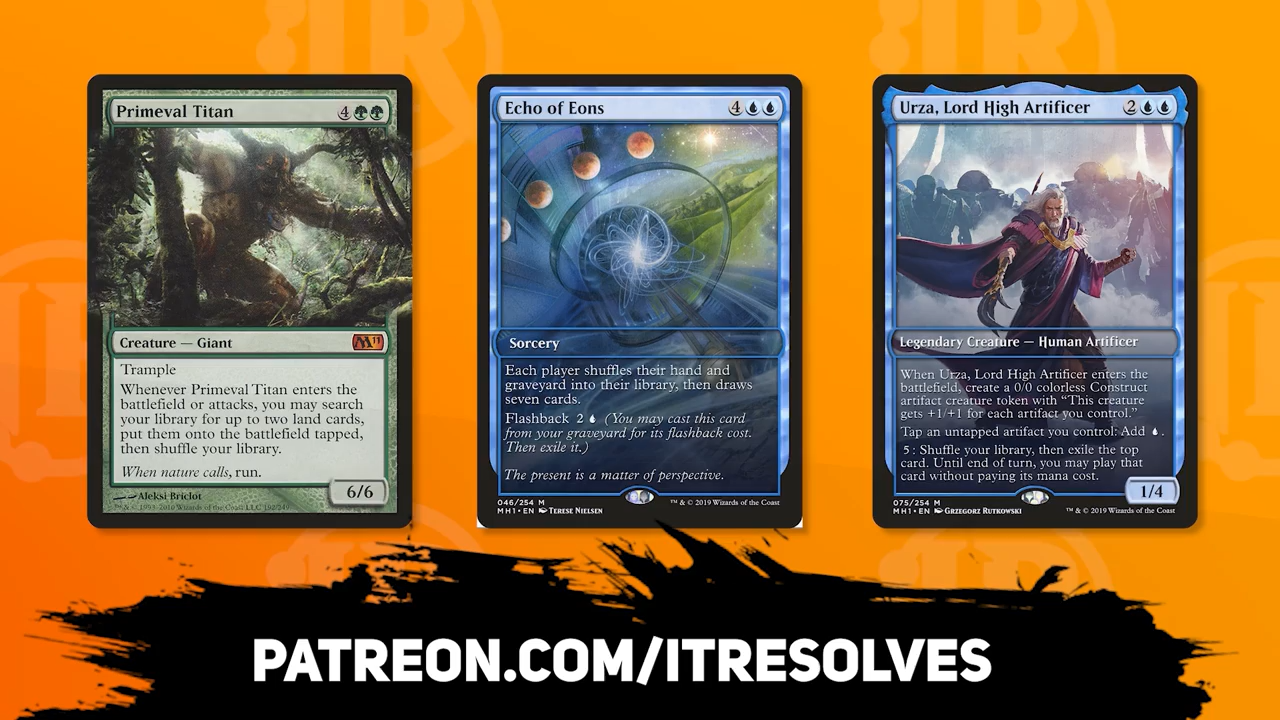 Primeval Titan 4
Creature — Giant
M11
Trample
Whenever Primeval Titan enters the
battlefield or attacks, you may search
your library for up to two land cards,
put them onto the battlefield tapped,
then shuffle your library.
When nature calls, run.
Aleksi Briclot
6/6
Echo of Eons 4
Sorcery
Each player shuffles their hand and
graveyard into their library, then draws
seven cards.
Flashback 2 (You may cast this card
from your graveyard for its flashback cost.
Then exile it.)
The present is a matter of perspective.
046/254 M
MH1 • EN Terese Nielsen
™ & © 2019 Wizards of the Coast
Urza, Lord High Artificer 2
Legendary Creature — Human Artificer
When Urza, Lord High Artificer enters the
battlefield, create a 0/0 colorless Construct
artifact creature token with “This creature
gets +1/+1 for each artifact you control.”
Tap an untapped artifact you control: Add .
5: Shuffle your library, then exile the top
card. Until end of turn, you may play that
card without paying its mana cost.
1/4
075/254 M
MH1 • EN Grzegorz Rutkowski
™ & © 2019 Wizards of the Coast
PATREON.COM/ITRESOLVES